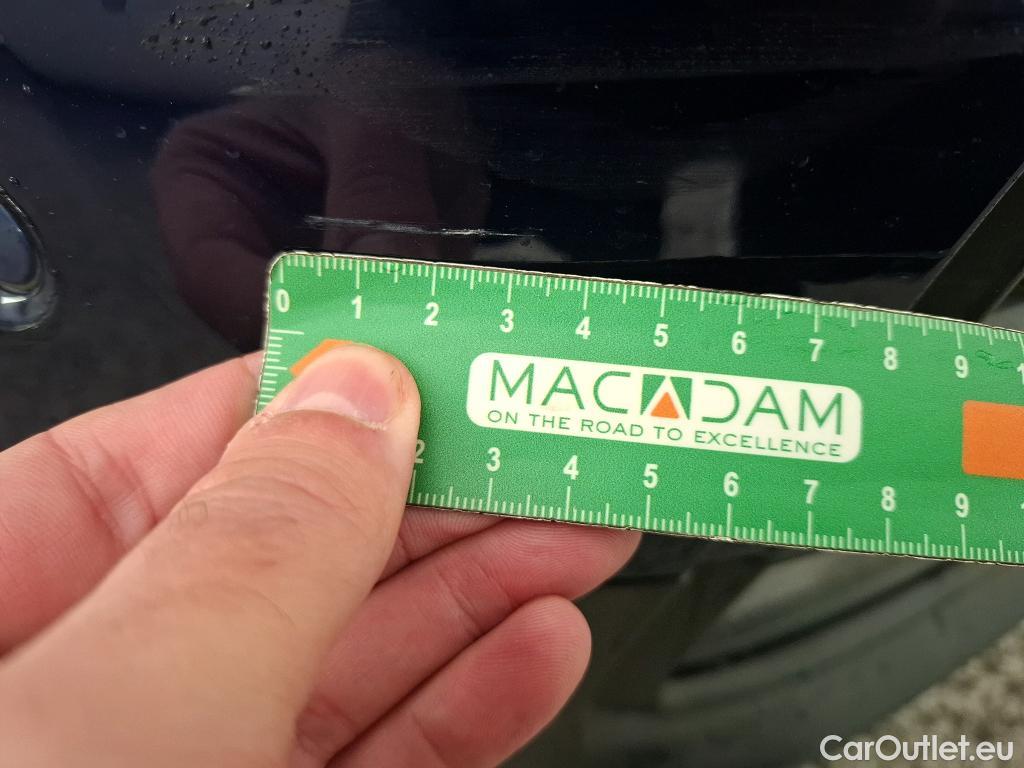 0 1 2 3 4 5 6 7 8 9 1
MACADAM
ON THE ROAD TO EXCELLENCE
2 3 4 5 6 7 8 9
CarOutlet.eu